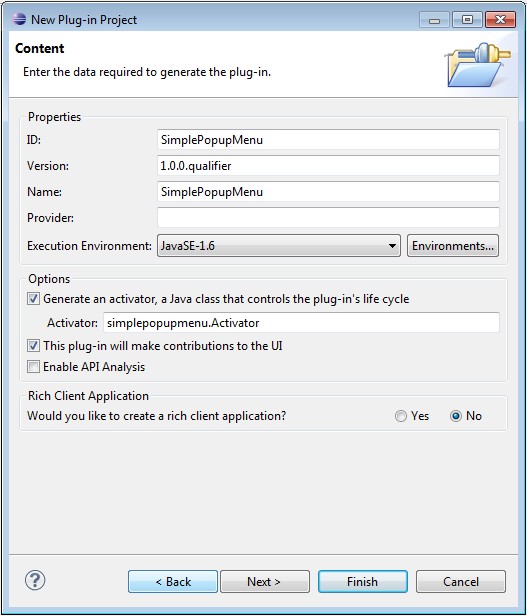 New Plug-in Project
Content
Enter the data required to generate the plug-in.
Properties
ID: SimplePopupMenu
Version: 1.0.0.qualifier
Name: SimplePopupMenu
Provider:
Execution Environment: JavaSE-1.6 Environments...
Options
Generate an activator, a Java class that controls the plug-in's life cycle
Activator: simplepopupmenu.Activator
This plug-in will make contributions to the UI
Enable API Analysis
Rich Client Application
Would you like to create a rich client application? Yes No
? < Back Next > Finish Cancel